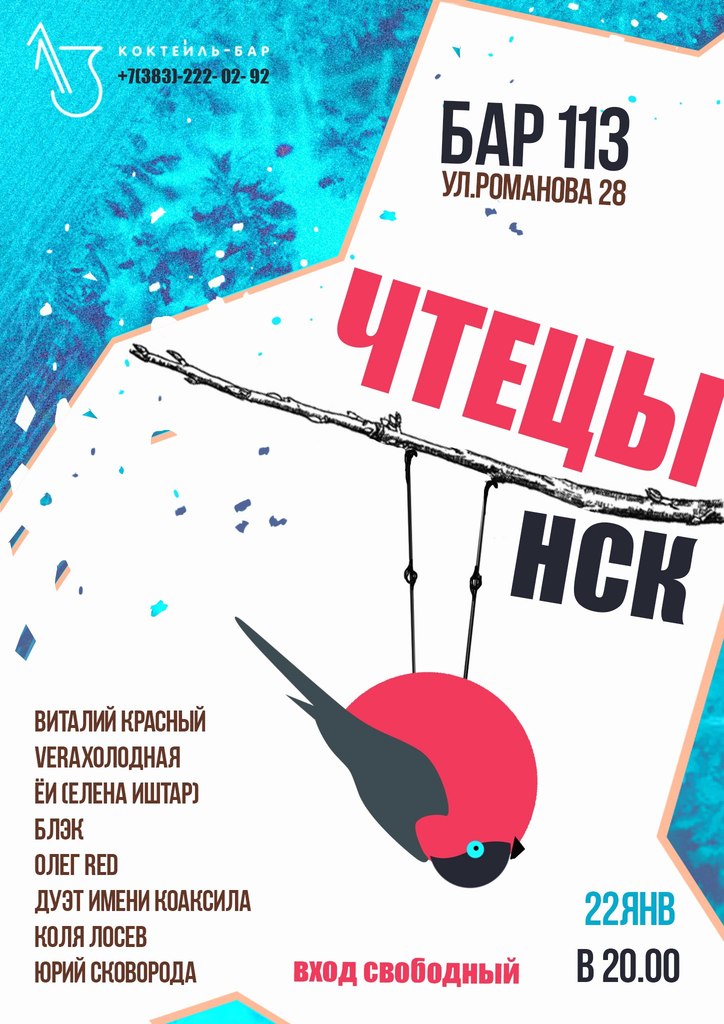 КОКТЕЙЛЬ-БАР
+7(383)-222-02-92
БАР 113
УЛ.РОМАНОВА 28
ЧТЕЦЫ
НСК
ВИТАЛИЙ КРАСНЫЙ
VERAХОЛОДНАЯ
ЁИ (ЕЛЕНА ИШТАР)
БЛЭК
ОЛЕГ RED
ДУЭТ ИМЕНИ КОАКСИЛА
КОЛЯ ЛОСЕВ
ЮРИЙ СКОВОРОДА
вход свободный
22ЯНВ
В 20.00